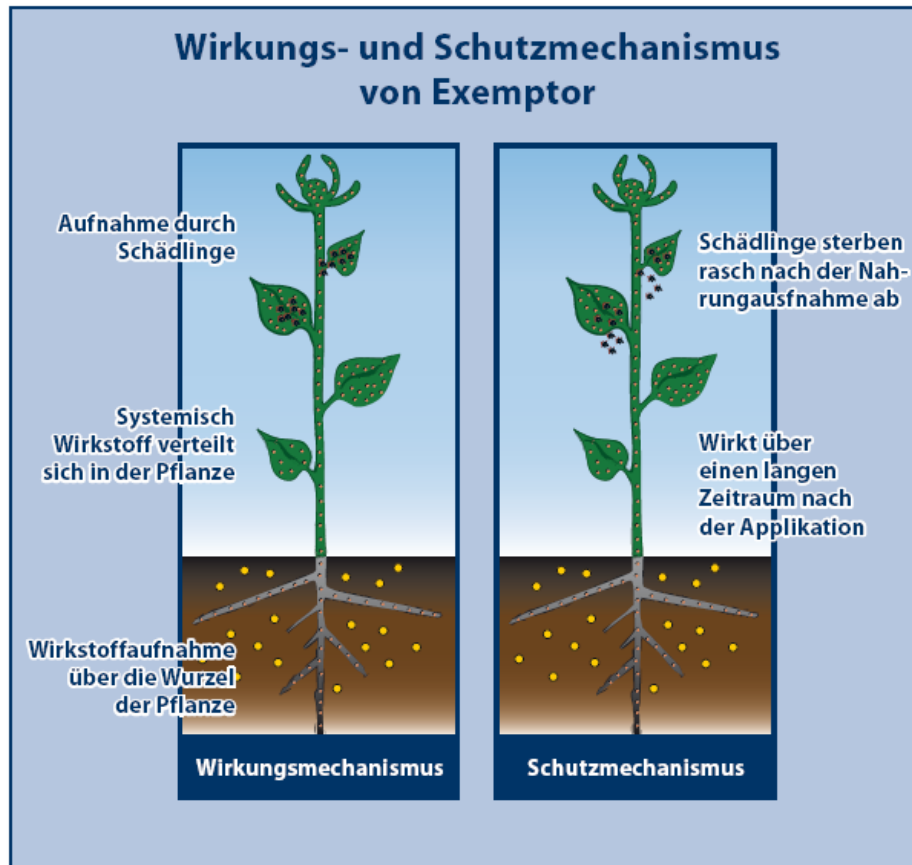 Wirkungs- und Schutzmechanismus
von Exemptor
Aufnahme durch
Schädlinge
Systemisch
Wirkstoff verteilt
sich in der Pflanze
Wirkstoffaufnahme
über die Wurzel
der Pflanze
Wirkungsmechanismus
Schädlinge sterben
rasch nach der Nah-
rungausfnahme ab
Wirkt über
einen langen
Zeitraum nach
der Applikation
Schutzmechanismus